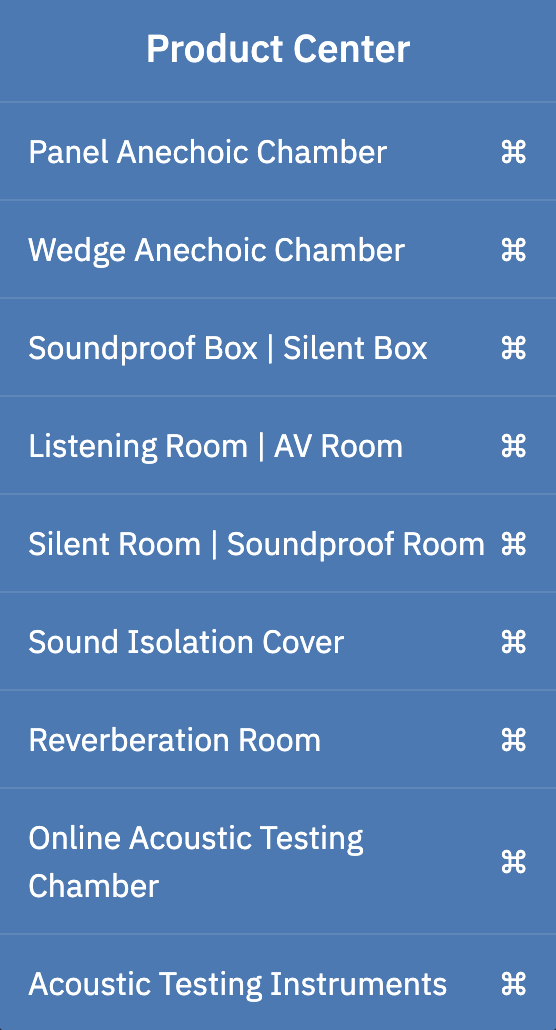 Product Center
Panel Anechoic Chamber ⌘
Wedge Anechoic Chamber ⌘
Soundproof Box | Silent Box ⌘
Listening Room | AV Room ⌘
Silent Room | Soundproof Room ⌘
Sound Isolation Cover ⌘
Reverberation Room ⌘
Online Acoustic Testing
Chamber ⌘
Acoustic Testing Instruments ⌘